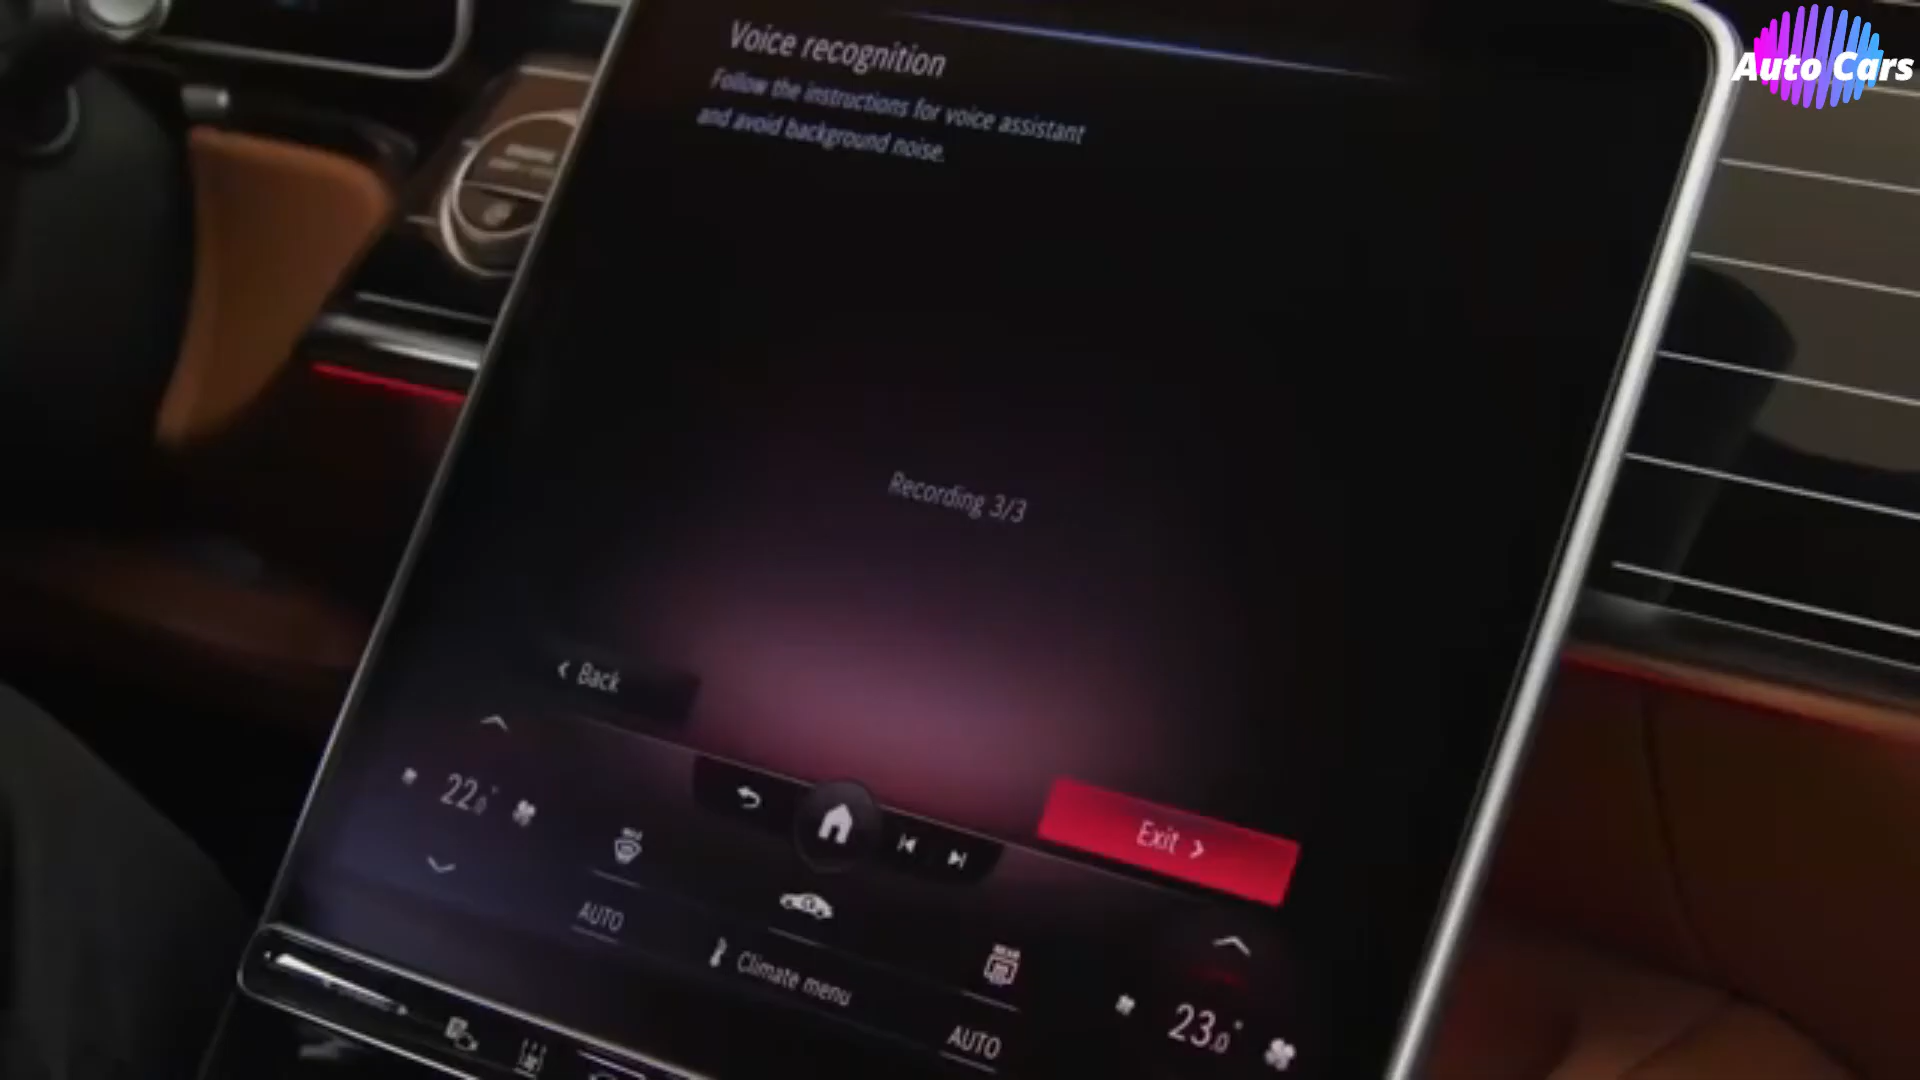 Auto Cars
Voice recognition
Follow the instructions for voice assistant
and avoid background noise.
Recording 3/3
Back
22.0°
Exit
AUTO
Climate menu
REAR
AUTO
23.0°